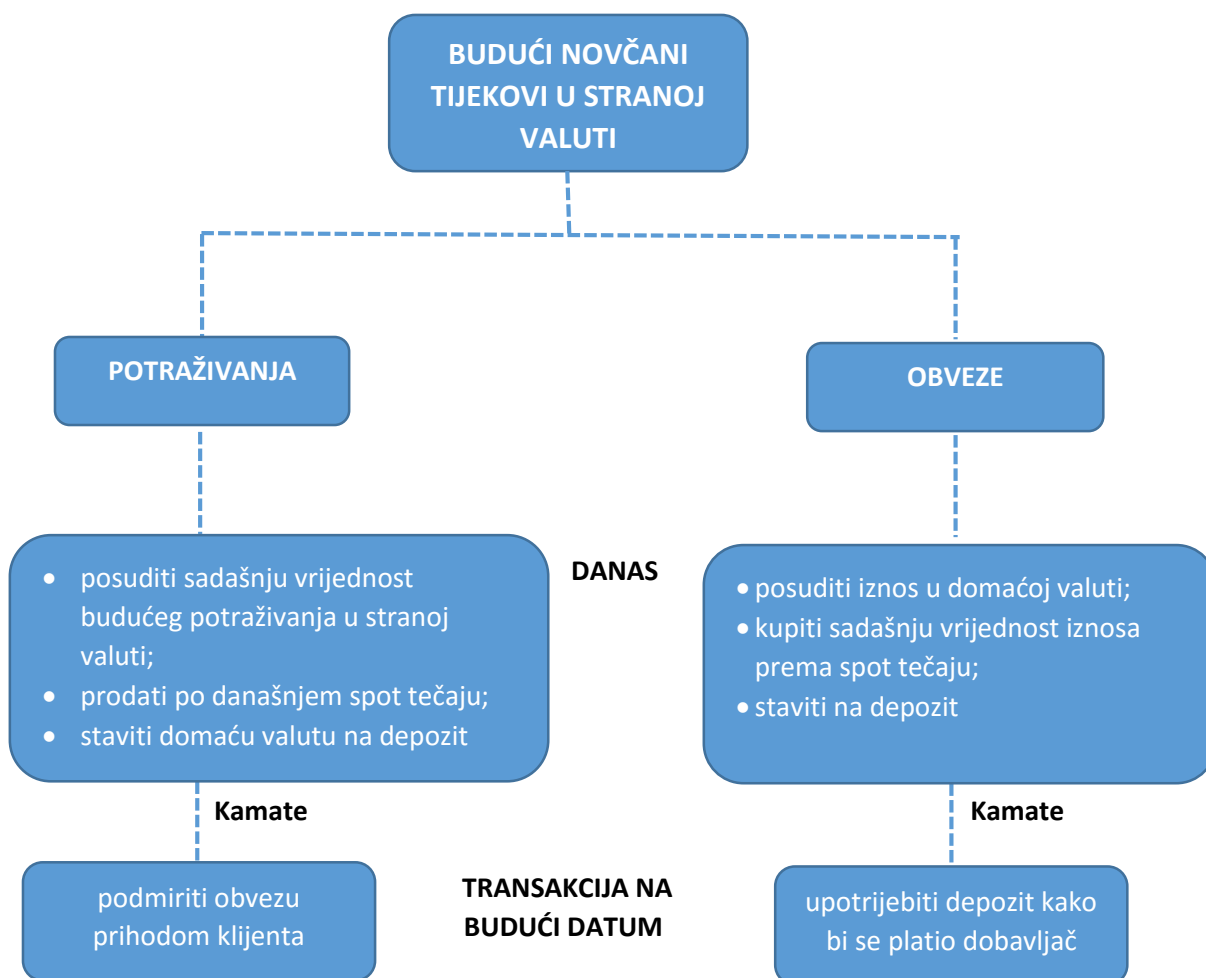 BUDUĆI NOVČANI
TIJEKOVI U STRANOJ
VALUTI
POTRAŽIVANJA
OBVEZE
• posuditi sadašnju vrijednost
budućeg potraživanja u stranoj
valuti;
• prodati po današnjem spot tečaju;
• staviti domaću valutu na depozit
DANAS
• posuditi iznos u domaćoj valuti;
• kupiti sadašnju vrijednost iznosa
prema spot tečaju;
• staviti na depozit
Kamate
Kamate
podmiriti obvezu
prihodom klijenta
TRANSAKCIJA NA
BUDUĆI DATUM
upotrijebiti depozit kako
bi se platio dobavljač